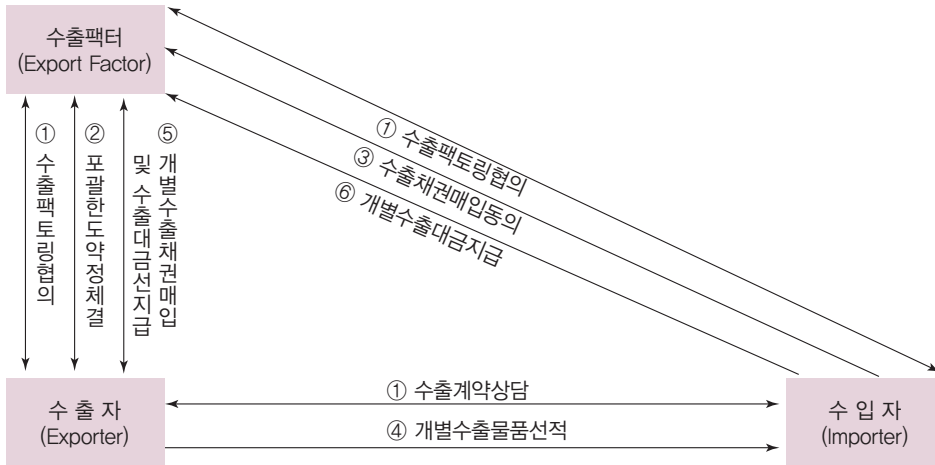 수출팩터
(Export Factor)
① 수출팩토링협의
② 포괄한도약정체결
⑤ 개별수출채권매입
및 수출대금선지급
① 수출팩토링협의
③ 수출채권매입동의
⑥ 개별수출대금지급
수 출 자
(Exporter)
① 수출계약상담
④ 개별수출물품선적
수 입 자
(Importer)